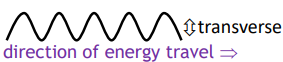 ⇳transverse
direction of energy travel ⇒